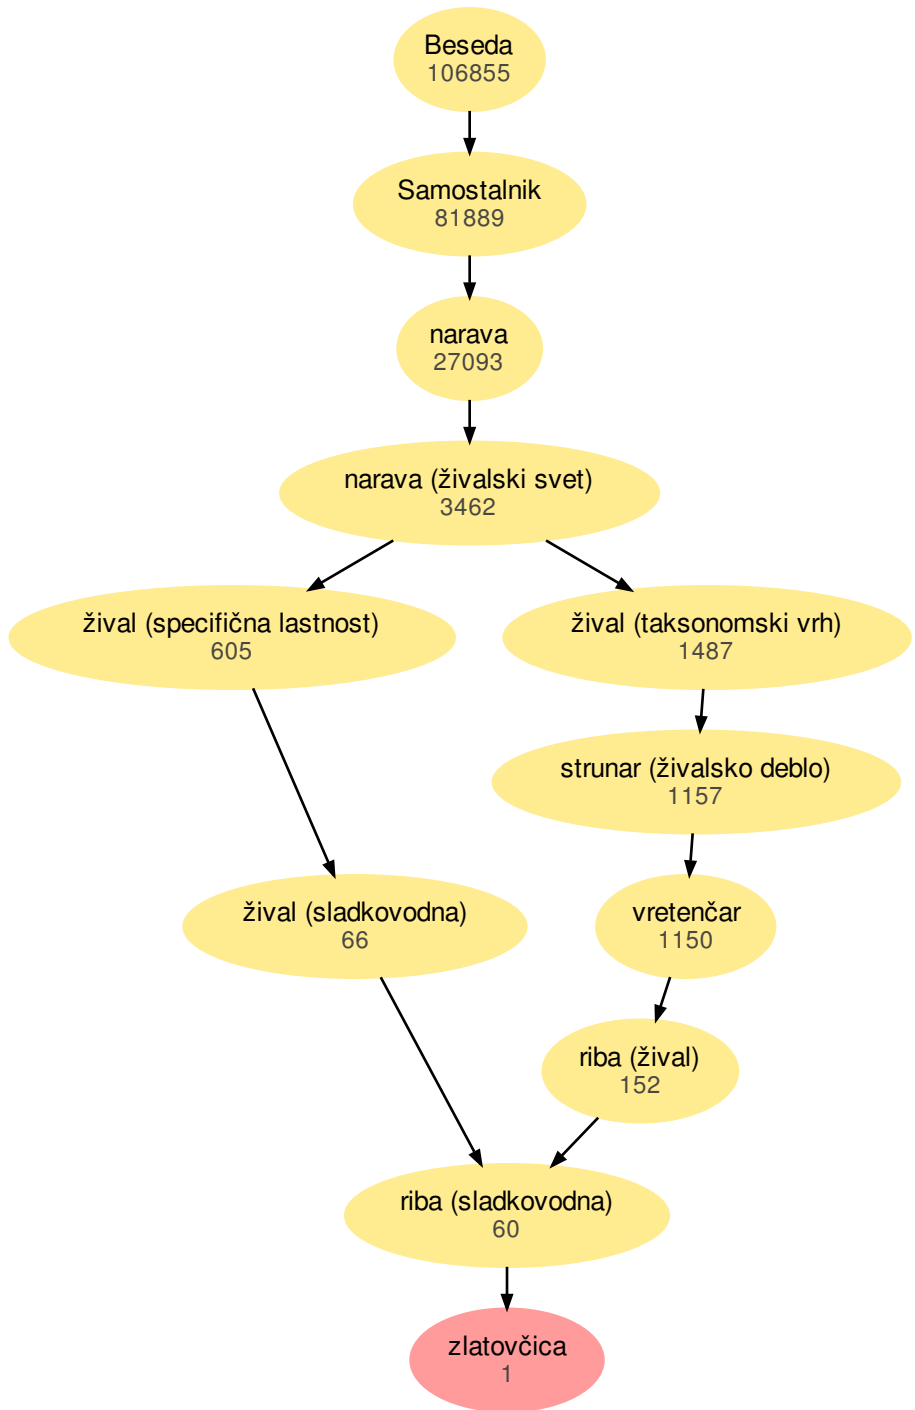 Beseda
106855
Samostalnik
81889
narava
27093
narava (živalski svet)
3462
žival (specifična lastnost)
605
žival (taksonomski vrh)
1487
strunar (živalsko deblo)
1157
žival (sladkovodna)
66
vretenčar
1150
riba (žival)
152
riba (sladkovodna)
60
zlatovčica
1